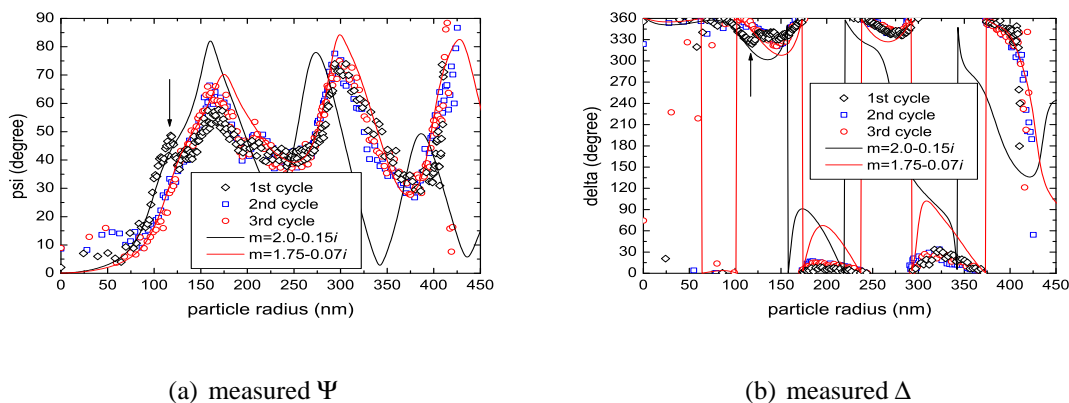 90
80
70
60
50
40
30
20
10
0
psi (degree)
1st cycle
2nd cycle
3rd cycle
m=2.0-0.15i
m=1.75-0.07i
0 50 100 150 200 250 300 350 400 450
particle radius (nm)
(a) measured Ψ
360
330
300
270
240
210
180
150
120
90
60
30
0
delta (degree)
1st cycle
2nd cycle
3rd cycle
m=2.0-0.15i
m=1.75-0.07i
0 50 100 150 200 250 300 350 400 450
particle radius (nm)
(b) measured Δ